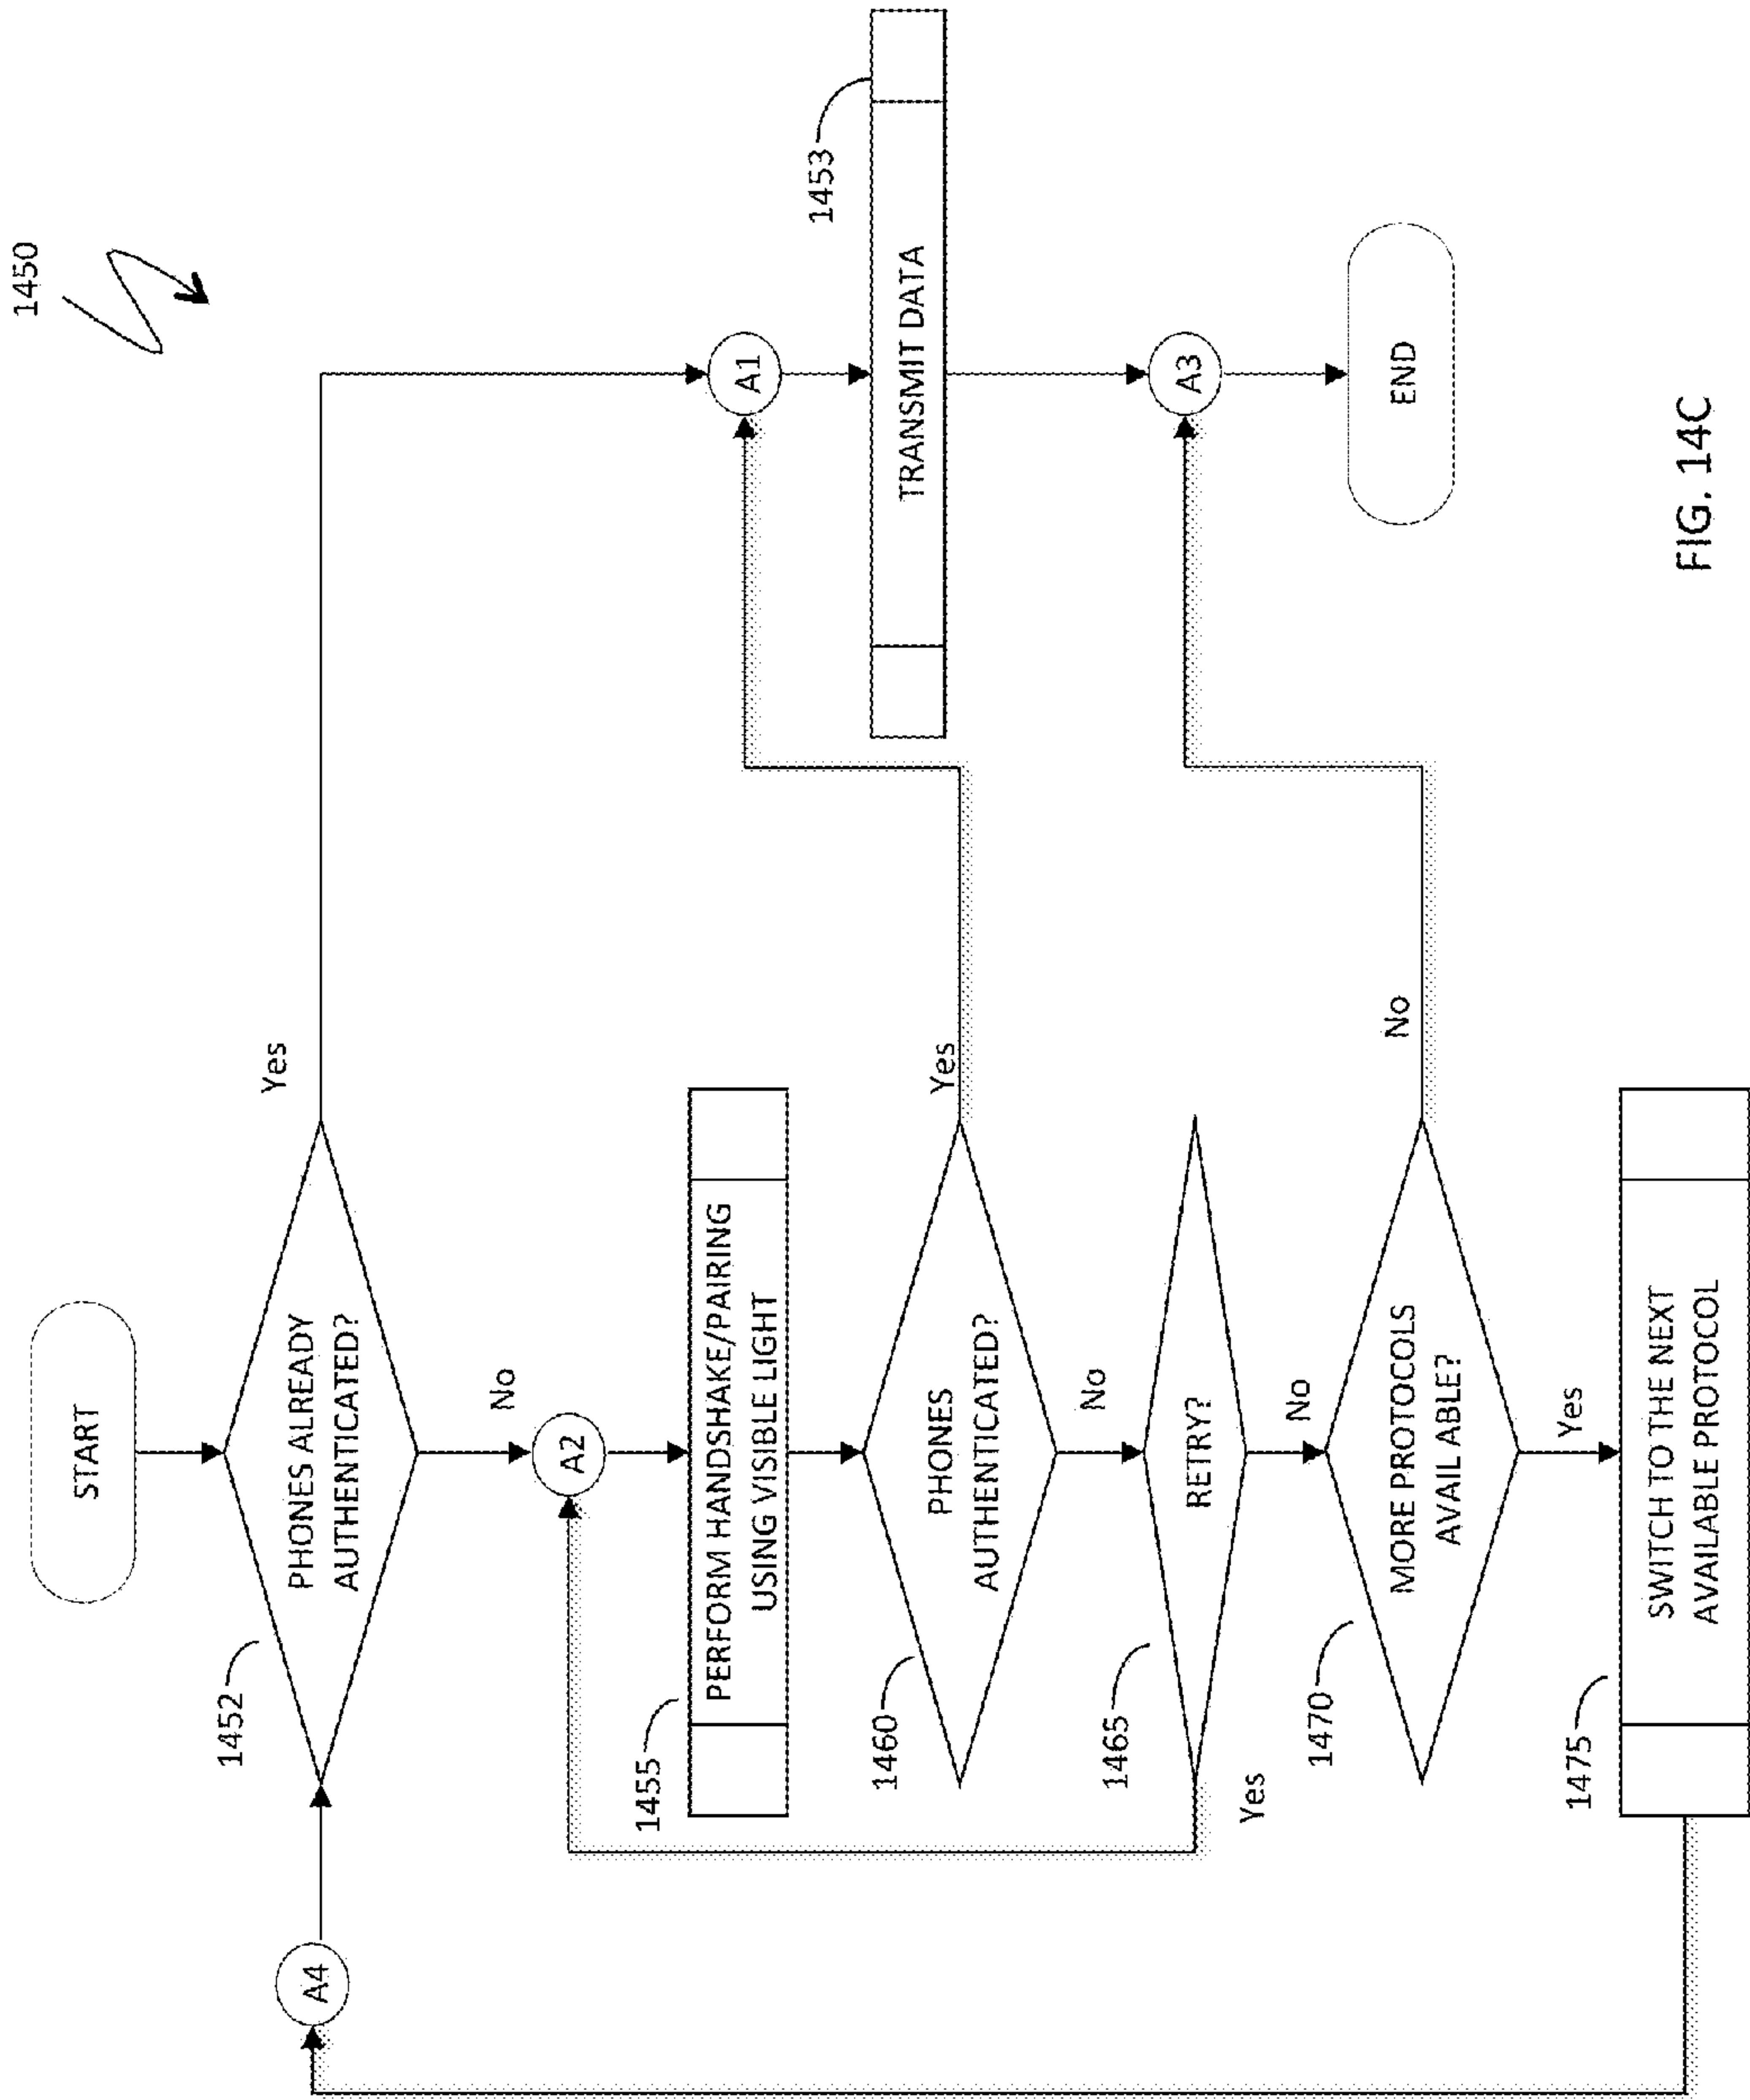 1450
START
1452
PHONES ALREADY
AUTHENTICATED?
Yes
A4
No
A2
1455
PERFORM HANDSHAKE/PAIRING
USING VISIBLE LIGHT
A1
1460
PHONES
AUTHENTICATED?
Yes
1453
TRANSMIT DATA
No
1465
RETRY?
Yes
No
A3
1470
MORE PROTOCOLS
AVAIL ABLE?
No
END
Yes
1475
SWITCH TO THE NEXT
AVAILABLE PROTOCOL
FIG. 14C